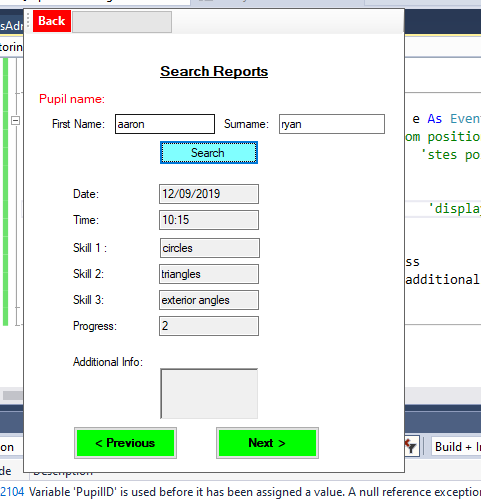 Back
sAdr
Search Reports
torin
Pupil name:
First Name: aaron Surname: ryan
e As Event
om positio
Search
'stes po
Date: 12/09/2019
Time: 10:15
'display
Skill 1 : circles
ss
Skill 2: triangles
additional
Skill 3: exterior angles
Progress: 2
Additional Info:
< Previous Next >
on
Build + In
de Description
2104 Variable 'PupilID' is used before it has been assigned a value. A null reference exception